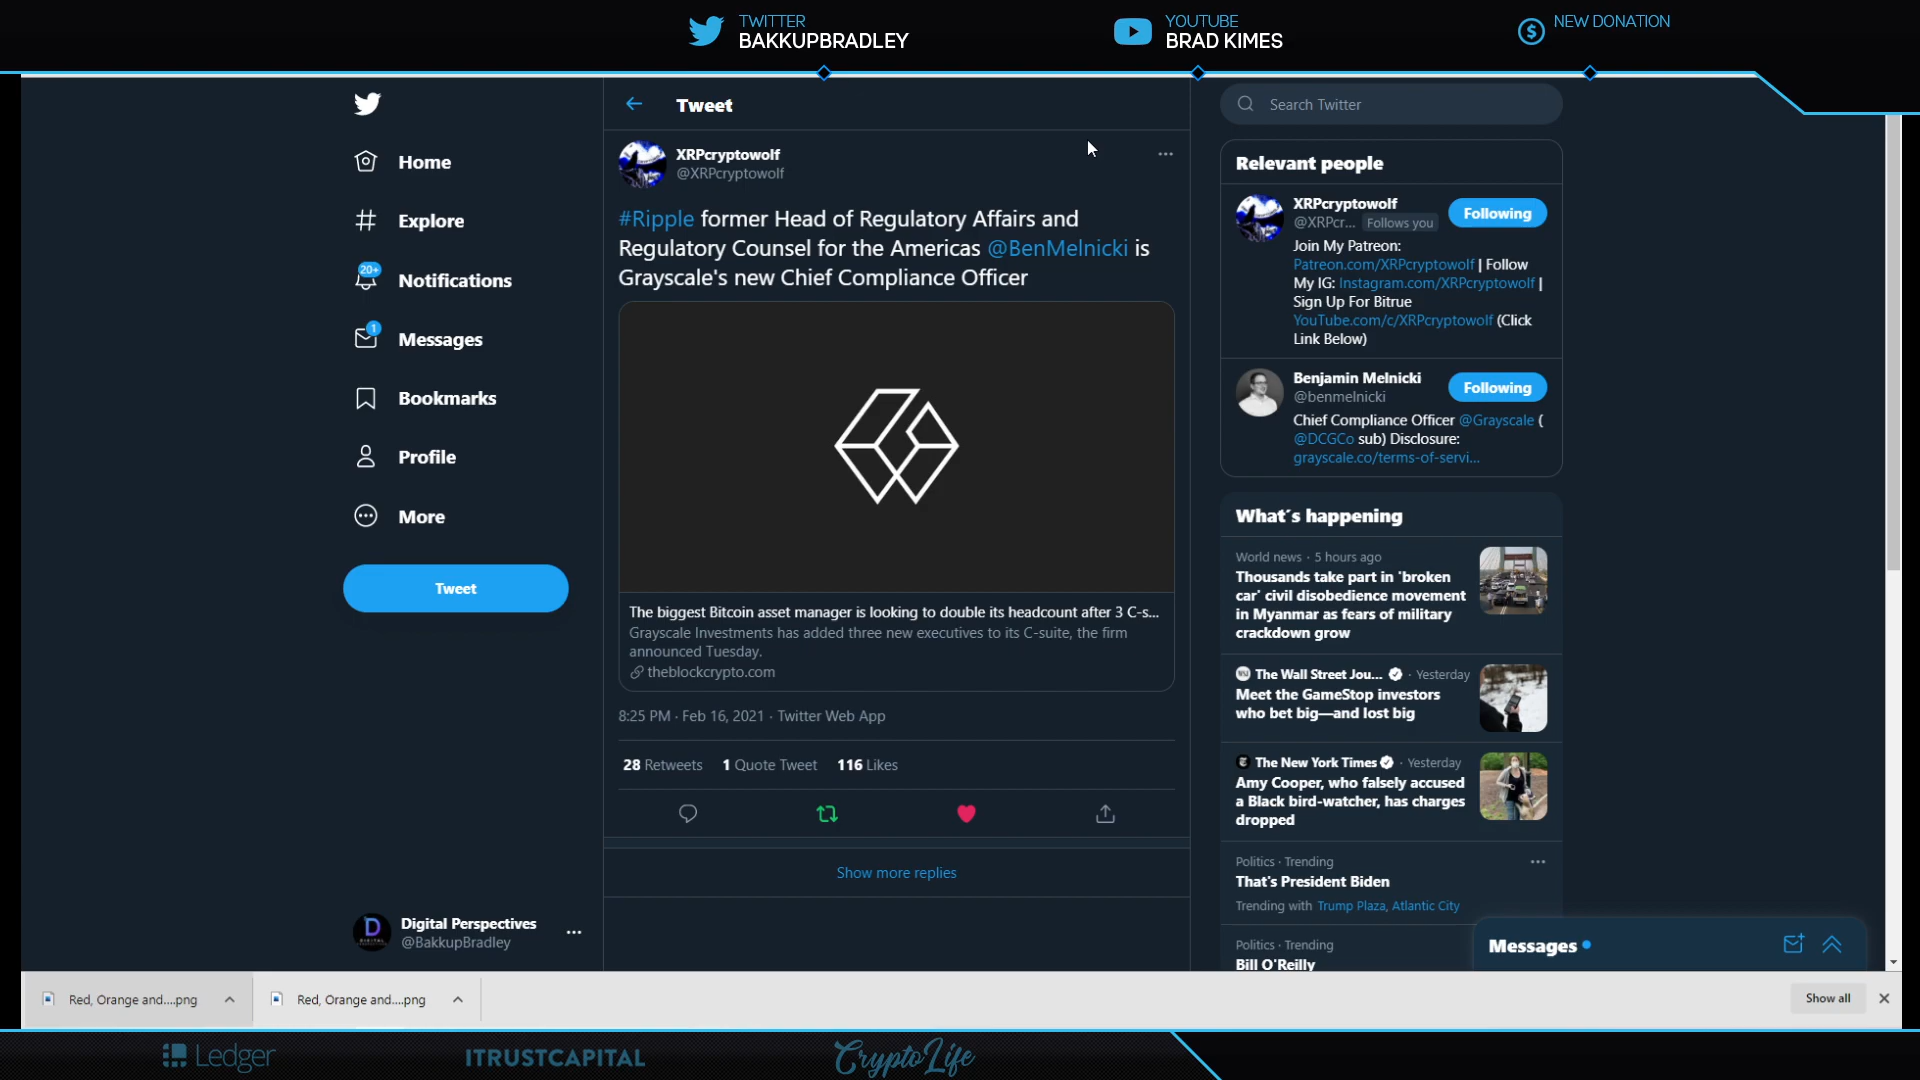 TWITTER
BAKKUPBRADLEY
YOUTUBE
BRAD KIMES
NEW DONATION
Home
Explore
20+
Notifications
1
Messages
Bookmarks
Profile
More
Tweet
Digital Perspectives
@BakkupBradley
Tweet
XRPcryptowolf
@XRPcryptowolf
#Ripple former Head of Regulatory Affairs and
Regulatory Counsel for the Americas @BenMelnicki is
Grayscale's new Chief Compliance Officer
The biggest Bitcoin asset manager is looking to double its headcount after 3 C-s...
Grayscale Investments has added three new executives to its C-suite, the firm
announced Tuesday.
theblockcrypto.com
8:25 PM · Feb 16, 2021 · Twitter Web App
28 Retweets 1 Quote Tweet 116 Likes
Show more replies
Search Twitter
Relevant people
XRPcryptowolf
@XRPcr... Follows you
Following
Join My Patreon:
Patreon.com/XRPcryptowolf | Follow
My IG: Instagram.com/XRPcryptowolf |
Sign Up For Bitrue
YouTube.com/c/XRPcryptowolf (Click
Link Below)
Benjamin Melnicki
@benmelnicki
Following
Chief Compliance Officer @Grayscale (
@DCGCo sub) Disclosure:
grayscale.co/terms-of-servi...
What's happening
World news · 5 hours ago
Thousands take part in 'broken
car' civil disobedience movement
in Myanmar as fears of military
crackdown grow
The Wall Street Jou... · Yesterday
Meet the GameStop investors
who bet big—and lost big
The New York Times · Yesterday
Amy Cooper, who falsely accused
a Black bird-watcher, has charges
dropped
Politics · Trending
That's President Biden
Trending with Trump Plaza, Atlantic City
Politics · Trending
Bill O'Reilly
Messages
Red, Orange and....png
Red, Orange and....png
Show all
Ledger
ITRUSTCAPITAL
CryptoLife